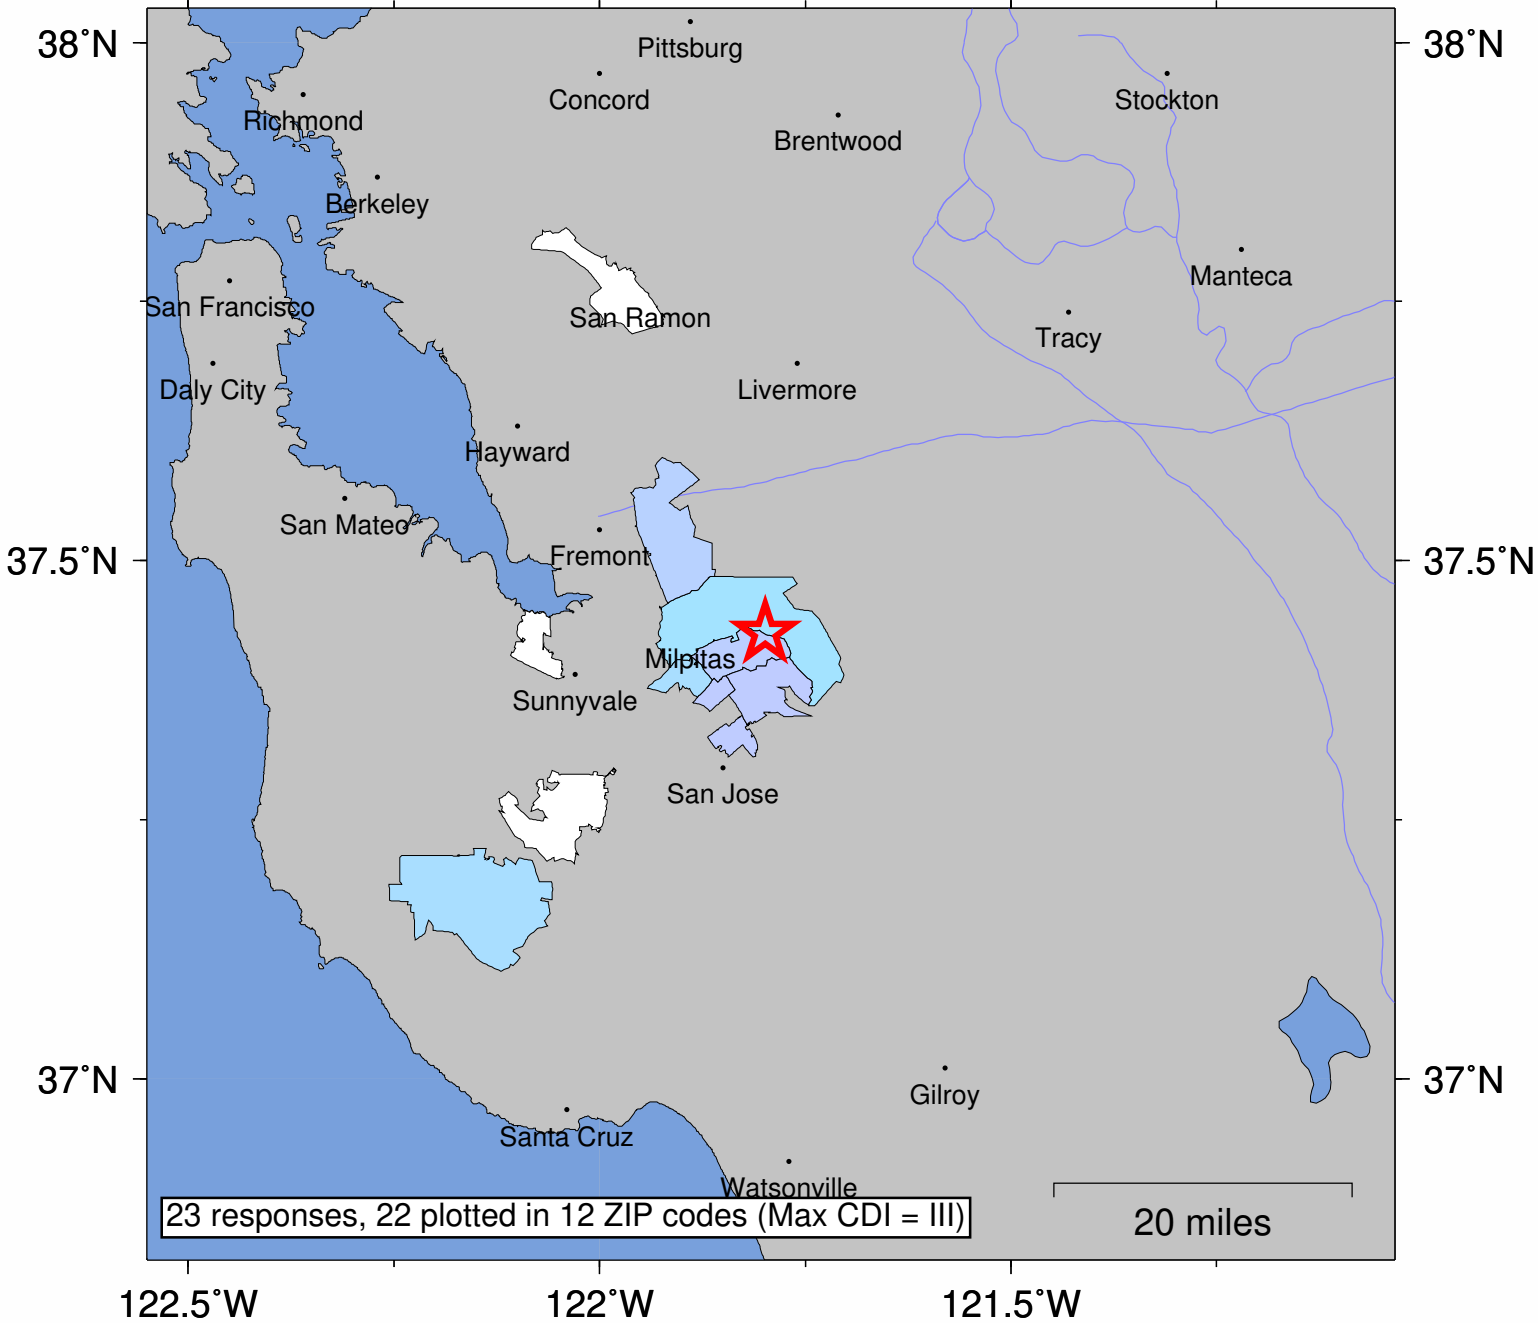 Pittsburg
38°N
38°N
Concord
Stockton
Richmond
Brentwood
Berkeley
Manteca
San Francisco
San Ramon
Tracy
Daly City
Livermore
Hayward
San Mateo
Fremont
37.5°N
37.5°N
Milpitas
Sunnyvale
San Jose
37°N
37°N
Gilroy
Santa Cruz
Watsonville
23 responses, 22 plotted in 12 ZIP codes (Max CDI = III)
20 miles
122.5°W
122°W
121.5°W